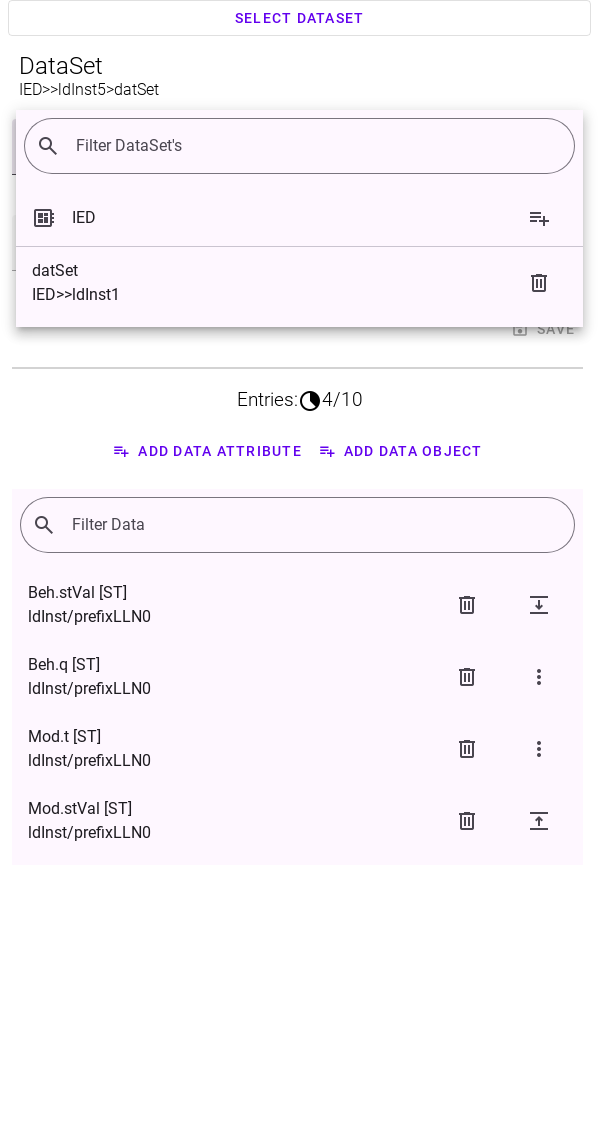 SELECT DATASET
DataSet
IED>>ldInst5>datSet
Filter DataSet's
IED
datSet
IED>>ldInst1
SAVE
Entries: 4/10
ADD DATA ATTRIBUTE ADD DATA OBJECT
Filter Data
Beh.stVal [ST]
ldInst/prefixLLN0
Beh.q [ST]
ldInst/prefixLLN0
Mod.t [ST]
ldInst/prefixLLN0
Mod.stVal [ST]
ldInst/prefixLLN0